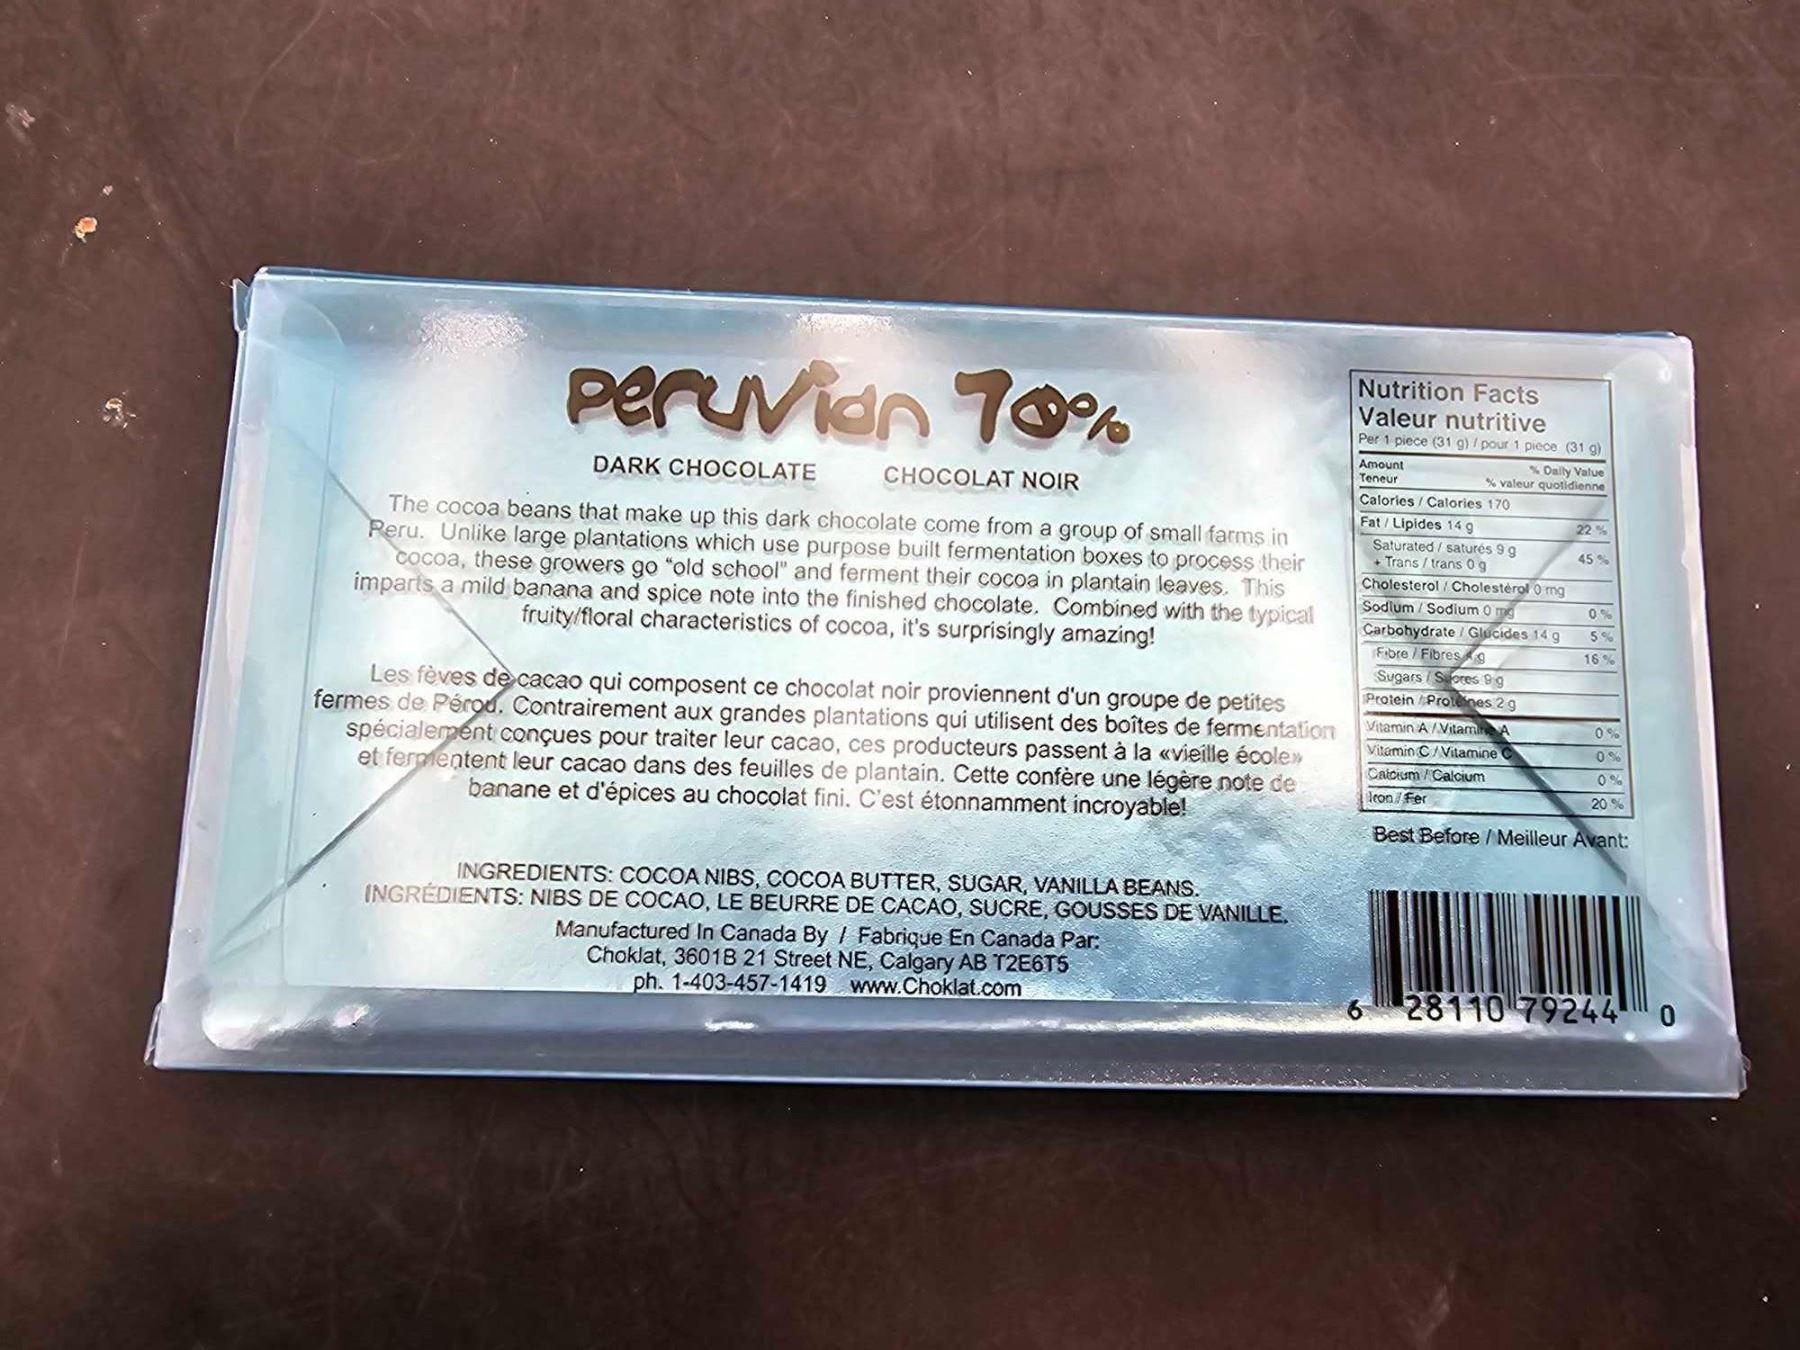 Peruvian 70%
DARK CHOCOLATE CHOCOLAT NOIR
The cocoa beans that make up this dark chocolate come from a group of small farms in
Peru. Unlike large plantations which use purpose built fermentation boxes to process their
cocoa, these growers go "old school" and ferment their cocoa in plantain leaves. This
imparts a mild banana and spice note into the finished chocolate. Combined with the typical
fruity/floral characteristics of cocoa, it's surprisingly amazing!
Les fèves de cacao qui composent ce chocolat noir proviennent d'un groupe de petites
fermes de Pérou. Contrairement aux grandes plantations qui utilisent des boîtes de fermentation
spécialement conçues pour traiter leur cacao, ces producteurs passent à la «vieille école»
et fermentent leur cacao dans des feuilles de plantain. Cette confère une légère note de
banane et d'épices au chocolat fini. C'est étonnamment incroyable!
INGREDIENTS: COCOA NIBS, COCOA BUTTER, SUGAR, VANILLA BEANS.
INGRÉDIENTS: NIBS DE COCAO, LE BEURRE DE CACAO, SUCRE, GOUSSES DE VANILLE.
Manufactured In Canada By / Fabrique En Canada Par:
Choklat, 3601B 21 Street NE, Calgary AB T2E6T5
ph. 1-403-457-1419 www.Choklat.com
Nutrition Facts
Valeur nutritive
Per 1 piece (31 g) / pour 1 piece (31 g)
Amount % Daily Value
Teneur % valeur quotidienne
Calories / Calories 170
Fat / Lipides 14 g 22 %
Saturated / saturés 9 g 45 %
+ Trans / trans 0 g
Cholesterol / Cholestérol 0 mg
Sodium / Sodium 0 mg 0 %
Carbohydrate / Glucides 14 g 5 %
Fibre / Fibres 4 g 16 %
Sugars / Sucres 9 g
Protein / Protéines 2 g
Vitamin A / Vitamine A 0 %
Vitamin C / Vitamine C 0 %
Calcium / Calcium 0 %
Iron / Fer 20 %
Best Before / Meilleur Avant:
6 28110 79244 0